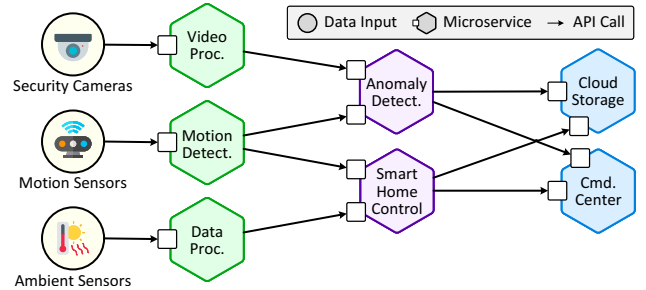 Data Input
Microservice
API Call
Video
Proc.
Security Cameras
Anomaly
Detect.
Cloud
Storage
Motion
Detect.
Motion Sensors
Smart
Home
Control
Cmd.
Center
Data
Proc.
Ambient Sensors